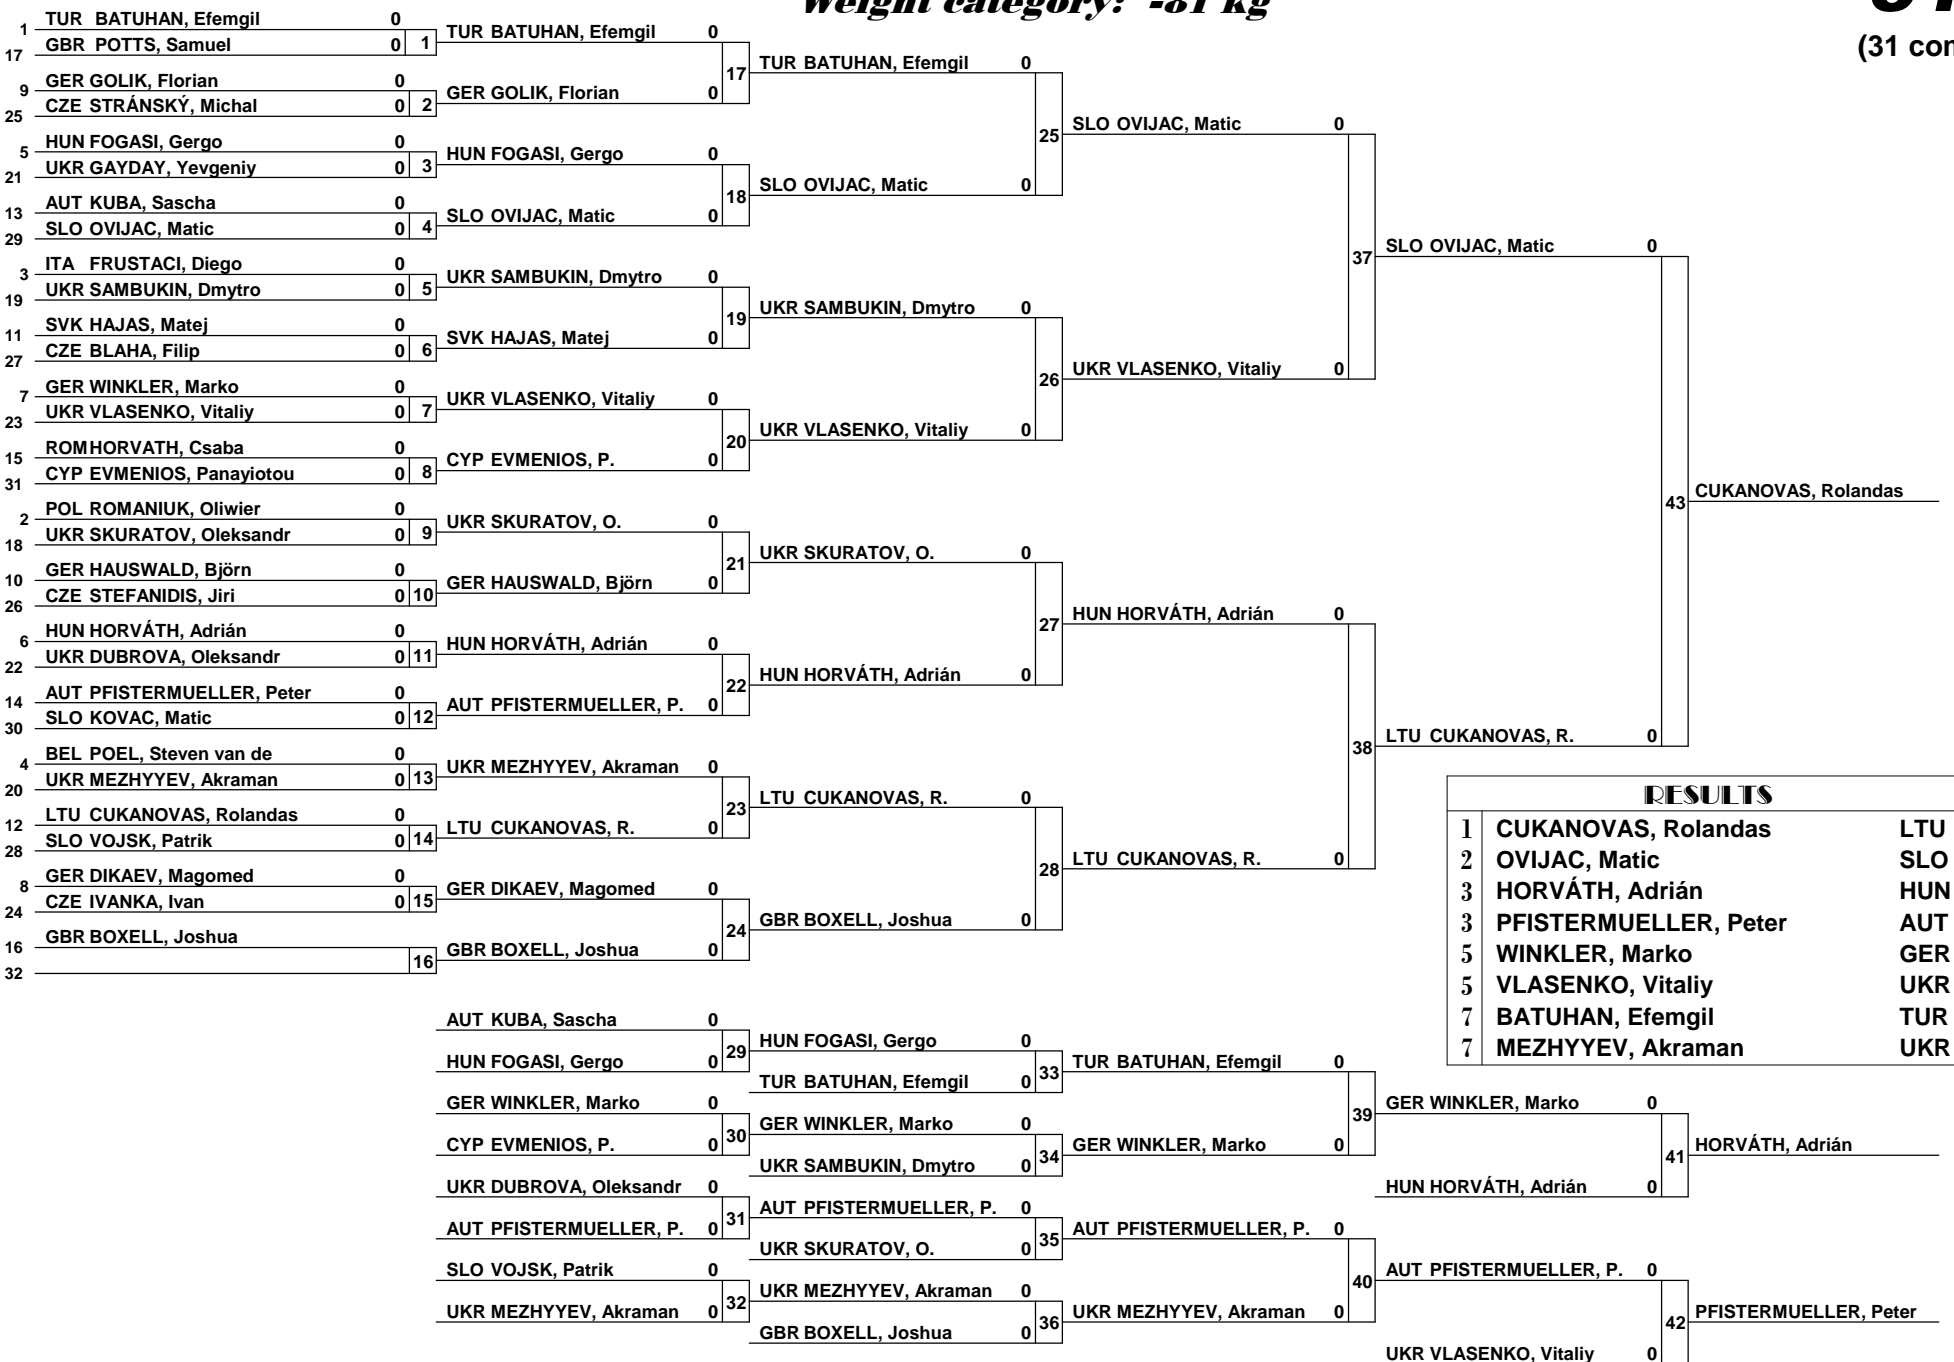 Weight category: -81 kg
(31 con
1 TUR BATUHAN, Efemgil 0
17 GBR POTTS, Samuel 0 1
9 GER GOLIK, Florian 0
25 CZE STRÁNSKÝ, Michal 0 2
5 HUN FOGASI, Gergo 0
21 UKR GAYDAY, Yevgeniy 0 3
13 AUT KUBA, Sascha 0
29 SLO OVIJAC, Matic 0 4
3 ITA FRUSTACI, Diego 0
19 UKR SAMBUKIN, Dmytro 0 5
11 SVK HAJAS, Matej 0
27 CZE BLAHA, Filip 0 6
7 GER WINKLER, Marko 0
23 UKR VLASENKO, Vitaliy 0 7
15 ROM HORVATH, Csaba 0
31 CYP EVMENIOS, Panayiotou 0 8
2 POL ROMANIUK, Oliwier 0
18 UKR SKURATOV, Oleksandr 0 9
10 GER HAUSWALD, Björn 0
26 CZE STEFANIDIS, Jiri 0 10
6 HUN HORVÁTH, Adrián 0
22 UKR DUBROVA, Oleksandr 0 11
14 AUT PFISTERMUELLER, Peter 0
30 SLO KOVAC, Matic 0 12
4 BEL POEL, Steven van de 0
20 UKR MEZHYYEV, Akraman 0 13
12 LTU CUKANOVAS, Rolandas 0
28 SLO VOJSK, Patrik 0 14
8 GER DIKAEV, Magomed 0
24 CZE IVANKA, Ivan 0 15
16 GBR BOXELL, Joshua
32 16
TUR BATUHAN, Efemgil 0
17
GER GOLIK, Florian 0
HUN FOGASI, Gergo 0
18
SLO OVIJAC, Matic 0
UKR SAMBUKIN, Dmytro 0
19
SVK HAJAS, Matej 0
UKR VLASENKO, Vitaliy 0
20
CYP EVMENIOS, P. 0
UKR SKURATOV, O. 0
21
GER HAUSWALD, Björn 0
HUN HORVÁTH, Adrián 0
22
AUT PFISTERMUELLER, P. 0
UKR MEZHYYEV, Akraman 0
23
LTU CUKANOVAS, R. 0
GER DIKAEV, Magomed 0
24
GBR BOXELL, Joshua 0
TUR BATUHAN, Efemgil 0
25
SLO OVIJAC, Matic 0
UKR SAMBUKIN, Dmytro 0
26
UKR VLASENKO, Vitaliy 0
UKR SKURATOV, O. 0
27
HUN HORVÁTH, Adrián 0
LTU CUKANOVAS, R. 0
28
GBR BOXELL, Joshua 0
SLO OVIJAC, Matic 0
37
UKR VLASENKO, Vitaliy 0
HUN HORVÁTH, Adrián 0
38
LTU CUKANOVAS, R. 0
SLO OVIJAC, Matic 0
43
LTU CUKANOVAS, R. 0
CUKANOVAS, Rolandas
RESULTS
1 CUKANOVAS, Rolandas LTU
2 OVIJAC, Matic SLO
3 HORVÁTH, Adrián HUN
3 PFISTERMUELLER, Peter AUT
5 WINKLER, Marko GER
5 VLASENKO, Vitaliy UKR
7 BATUHAN, Efemgil TUR
7 MEZHYYEV, Akraman UKR
AUT KUBA, Sascha 0
29
HUN FOGASI, Gergo 0
GER WINKLER, Marko 0
30
CYP EVMENIOS, P. 0
UKR DUBROVA, Oleksandr 0
31
AUT PFISTERMUELLER, P. 0
SLO VOJSK, Patrik 0
32
UKR MEZHYYEV, Akraman 0
HUN FOGASI, Gergo 0
TUR BATUHAN, Efemgil 0 33
GER WINKLER, Marko 0
UKR SAMBUKIN, Dmytro 0 34
AUT PFISTERMUELLER, P. 0
UKR SKURATOV, O. 0 35
UKR MEZHYYEV, Akraman 0
GBR BOXELL, Joshua 0 36
TUR BATUHAN, Efemgil 0
39
GER WINKLER, Marko 0
AUT PFISTERMUELLER, P. 0
40
UKR MEZHYYEV, Akraman 0
GER WINKLER, Marko 0
41
HUN HORVÁTH, Adrián 0
AUT PFISTERMUELLER, P. 0
42
UKR VLASENKO, Vitaliy 0
HORVÁTH, Adrián
PFISTERMUELLER, Peter